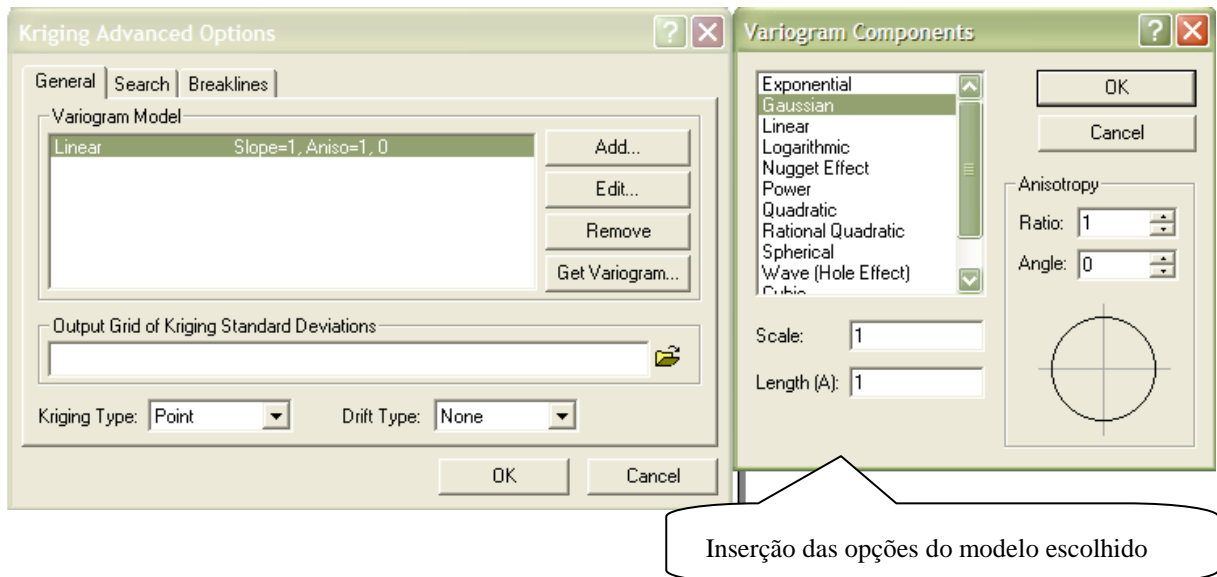 Kriging Advanced Options
General
Search
Breaklines
Variogram Model
Linear Slope=1, Aniso=1, 0
Add...
Edit...
Remove
Get Variogram...
Output Grid of Kriging Standard Deviations
Kriging Type: Point
Drift Type: None
OK
Cancel
Variogram Components
Exponential
Gaussian
Linear
Logarithmic
Nugget Effect
Power
Quadratic
Rational Quadratic
Spherical
Wave (Hole Effect)
Cubic
Scale: 1
Length (A): 1
OK
Cancel
Anisotropy
Ratio: 1
Angle: 0
Inserção das opções do modelo escolhido